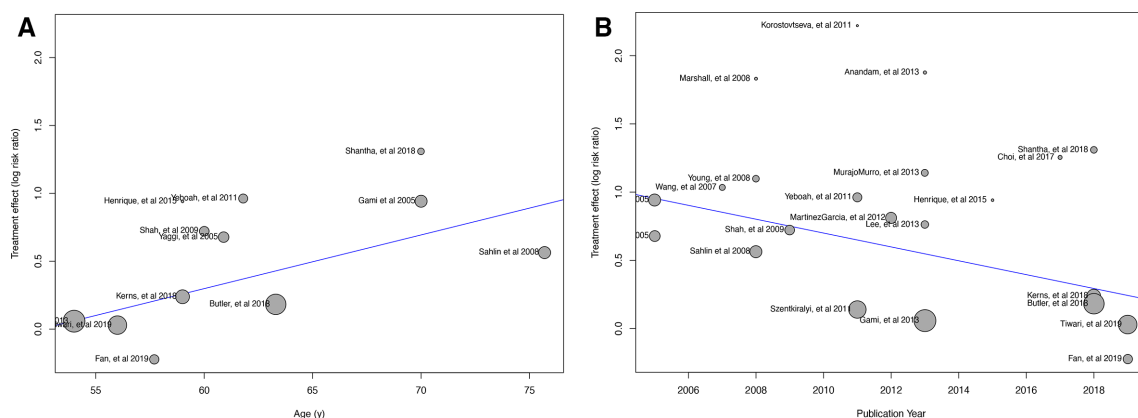 A
Treatment effect (log risk ratio)
2.0
1.5
1.0
0.5
0.0
Shantha, et al 2018
Henrique, et al 2015
Yeboah, et al 2011
Gami et al 2005
Shah, et al 2009
Yaggi et al 2005
Sahlin et al 2008
Kerns, et al 2018
Butler, et al 2018
2013
et al 2019
Fan, et al 2019
55
60
65
70
75
Age (y)
B
Treatment effect (log risk ratio)
2.0
1.5
1.0
0.5
0.0
Korostovtseva, et al 2011
Marshall, et al 2008
Anandam, et al 2013
Shantha, et al 2018
Choi, et al 2017
Young, et al 2008
MurajoMurro, et al 2013
Wang, et al 2007
005
Yeboah, et al 2011
Henrique, et al 2015
MartinezGarcia, et al 2012
Lee, et al 2013
005
Shah, et al 2009
Sahlin et al 2008
Kerns, et al 2018
Butler, et al 2018
Szentkiralyi, et al 2011
Gami, et al 2013
Tiwari, et al 2019
Fan, et al 2019
2006
2008
2010
2012
2014
2016
2018
Publication Year